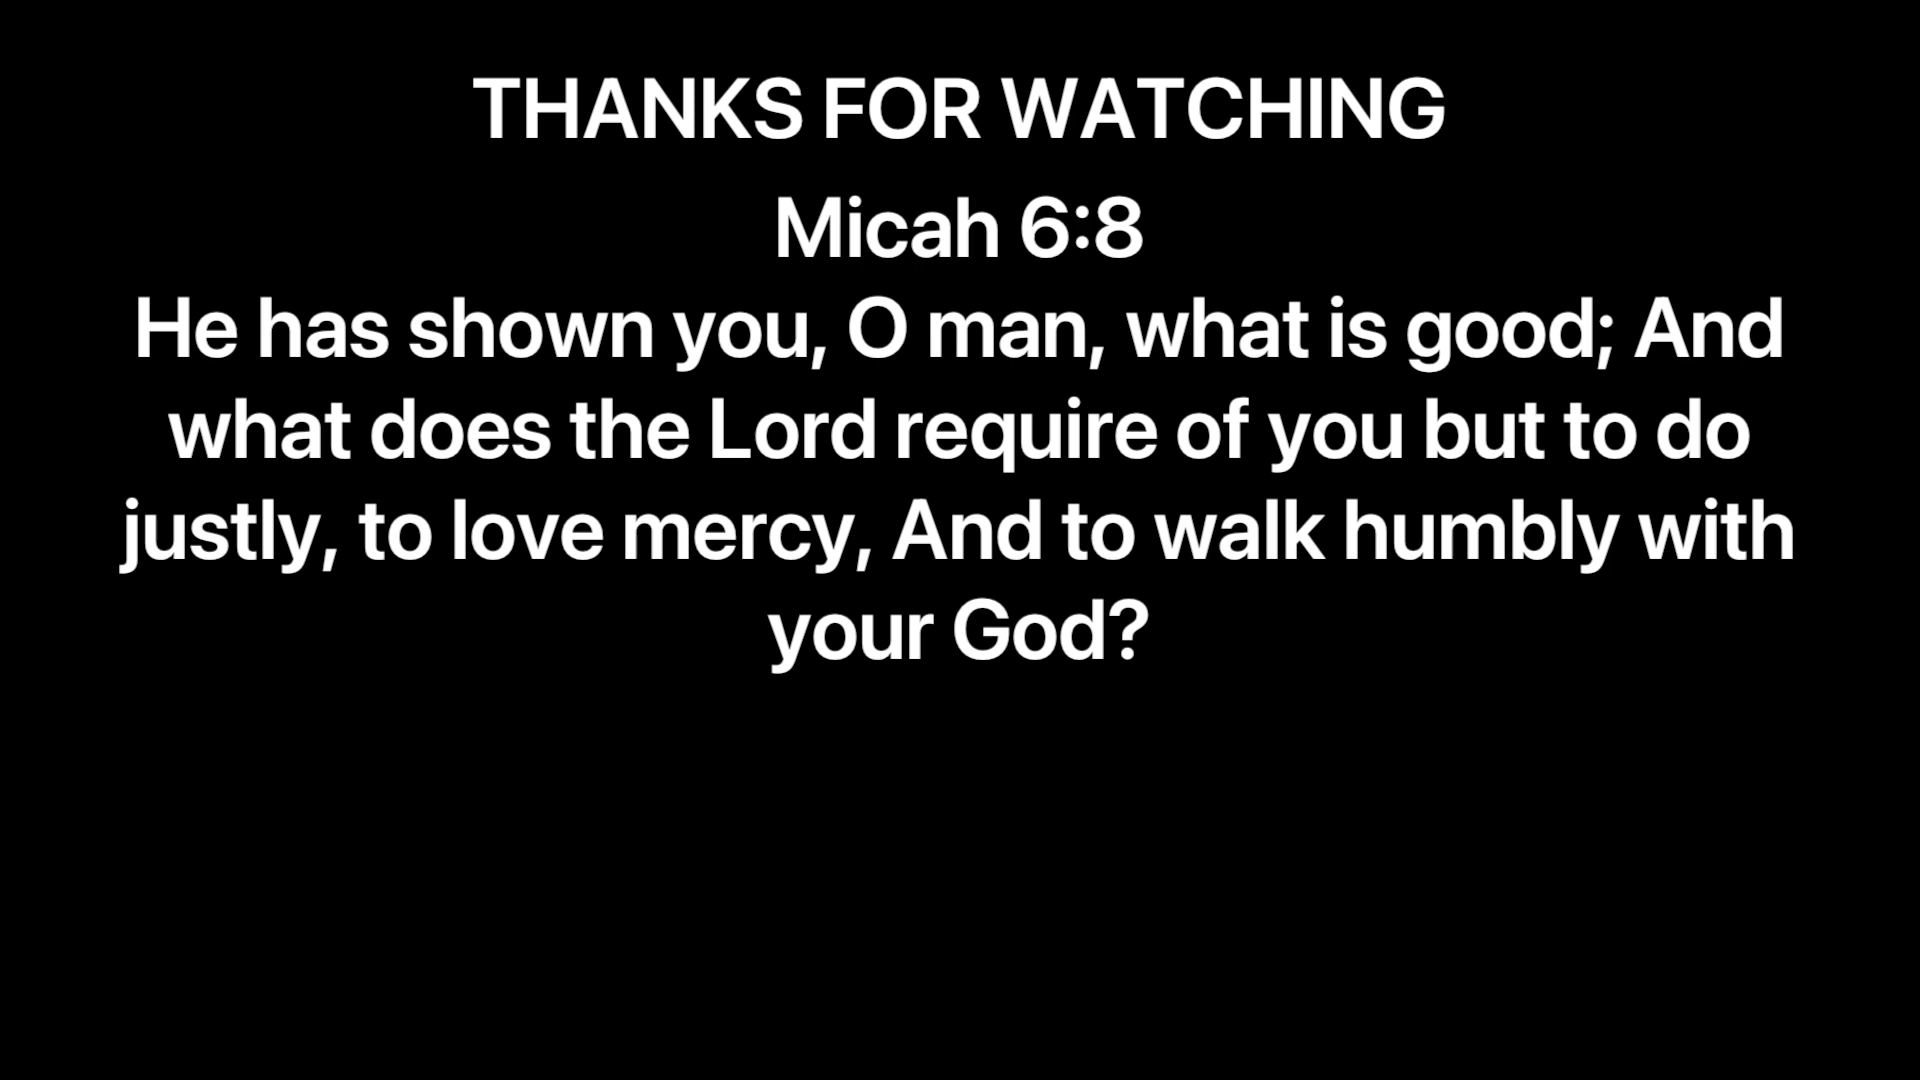 THANKS FOR WATCHING
Micah 6:8
He has shown you, O man, what is good; And
what does the Lord require of you but to do
justly, to love mercy, And to walk humbly with
your God?